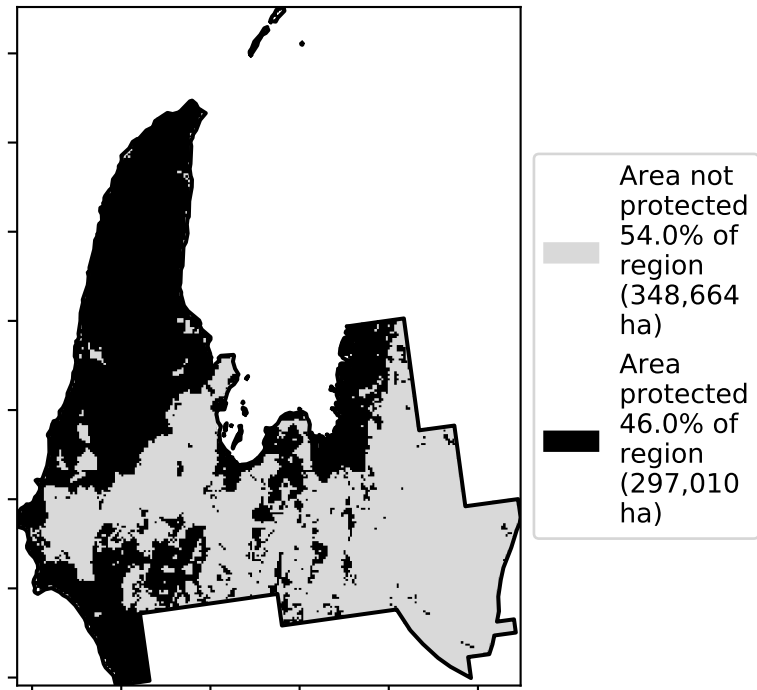 Area not
protected
54.0% of
region
(348,664
ha)
Area
protected
46.0% of
region
(297,010
ha)